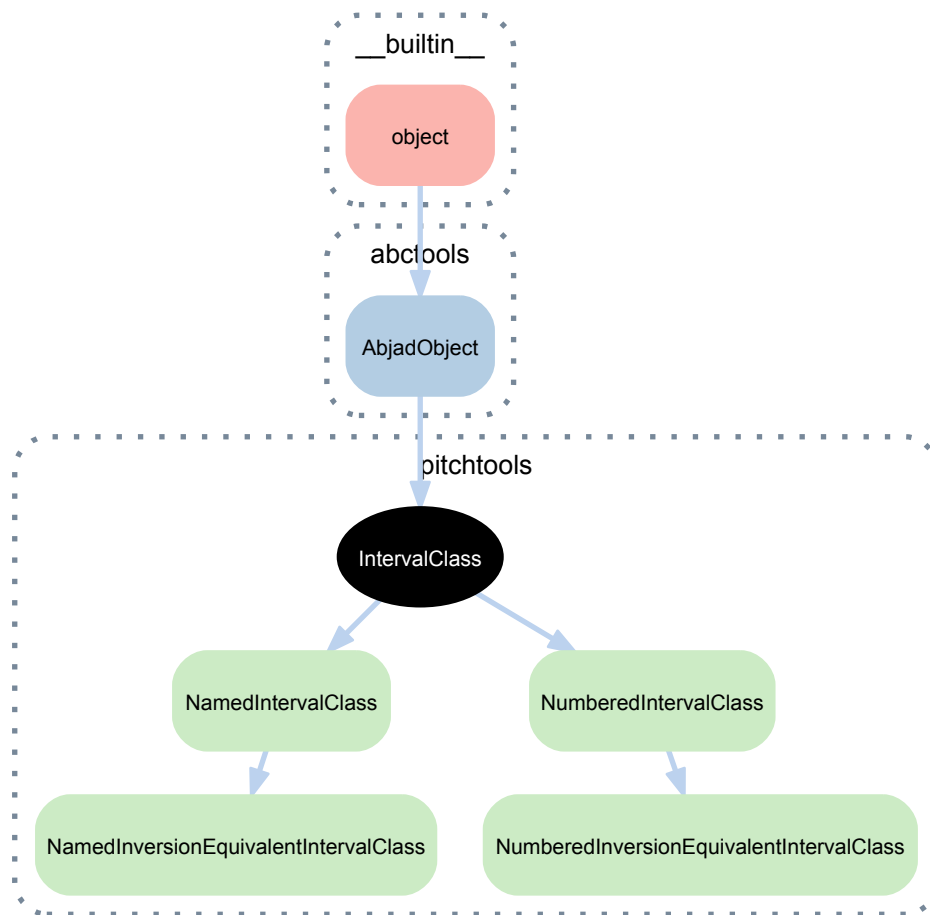 __builtin__
object
abctools
AbjadObject
pitchtools
IntervalClass
NamedIntervalClass
NumberedIntervalClass
NamedInversionEquivalentIntervalClass
NumberedInversionEquivalentIntervalClass